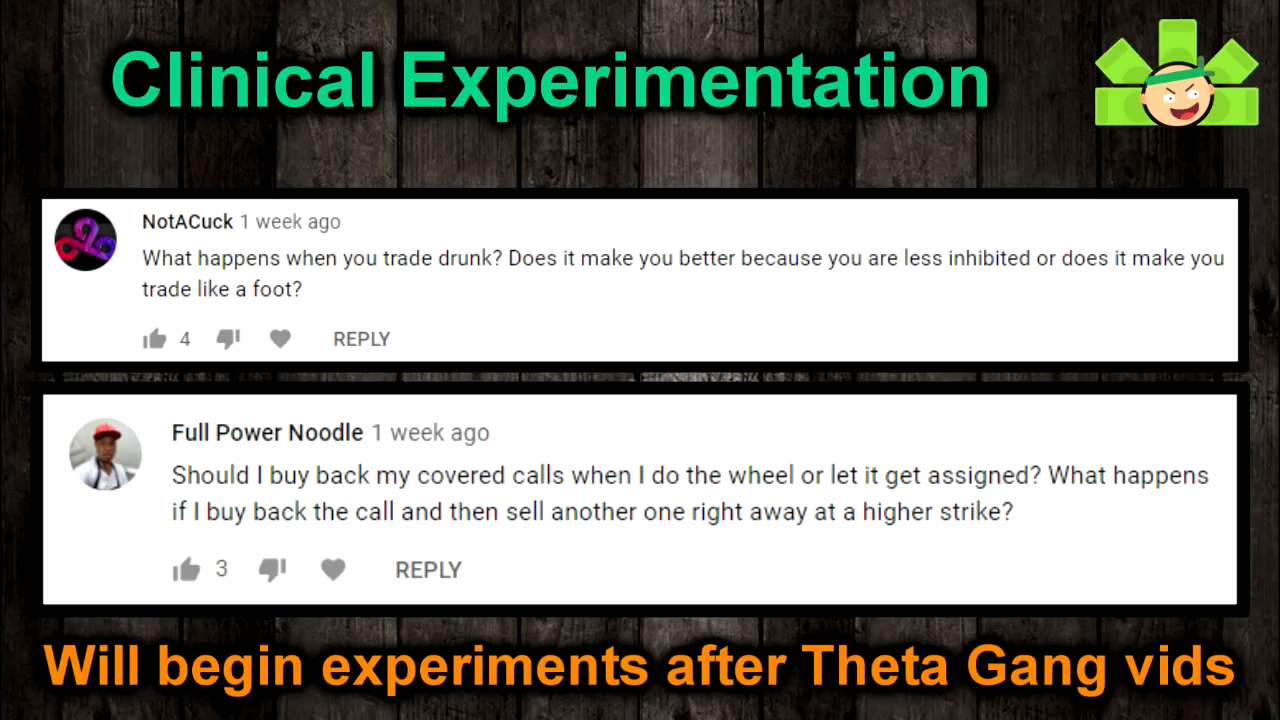 Clinical Experimentation
NotACuck 1 week ago
What happens when you trade drunk? Does it make you better because you are less inhibited or does it make you
trade like a foot?
4 REPLY
Full Power Noodle 1 week ago
Should I buy back my covered calls when I do the wheel or let it get assigned? What happens
if I buy back the call and then sell another one right away at a higher strike?
3 REPLY
Will begin experiments after Theta Gang vids